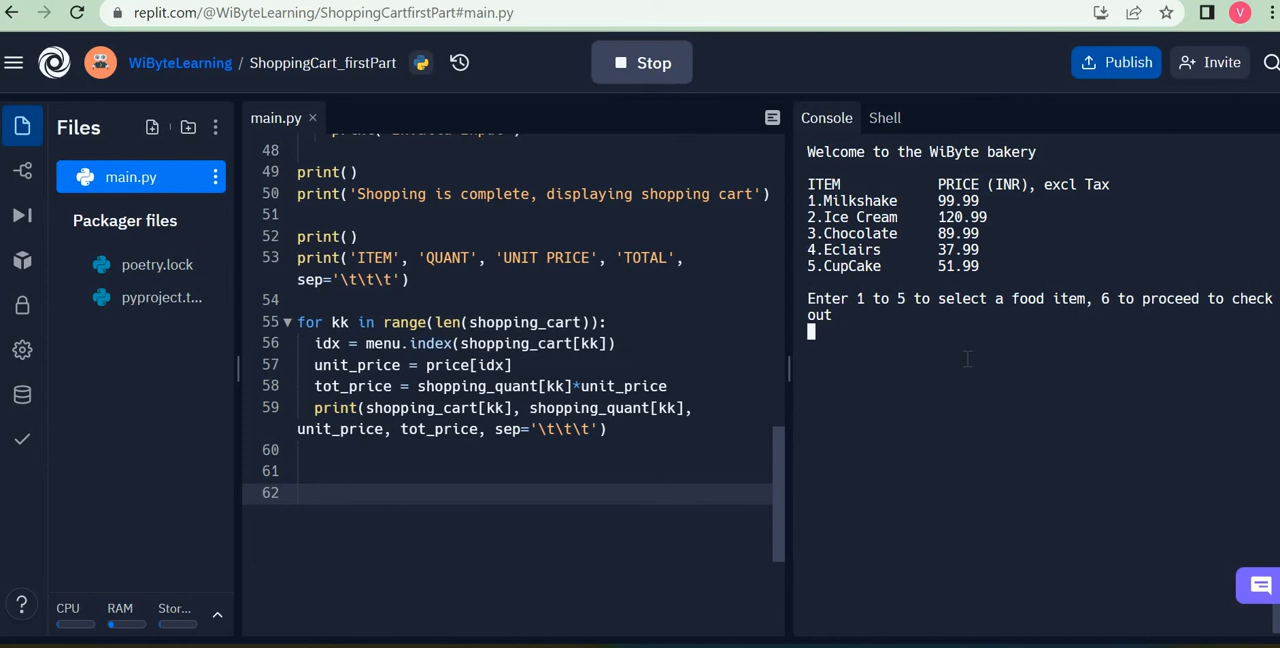 replit.com/@WiByteLearning/ShoppingCartfirstPart#main.py
V
WiByteLearning / ShoppingCart_firstPart
Stop
Publish
Invite
Files
main.py
Packager files
poetry.lock
pyproject.t...
CPU
RAM
Stor...
?
main.py ×
48
49 print()
50 print('Shopping is complete, displaying shopping cart')
51
52 print()
53 print('ITEM', 'QUANT', 'UNIT PRICE', 'TOTAL',
sep='\t\t\t')
54
55 for kk in range(len(shopping_cart)):
56 idx = menu.index(shopping_cart[kk])
57 unit_price = price[idx]
58 tot_price = shopping_quant[kk]*unit_price
59 print(shopping_cart[kk], shopping_quant[kk],
unit_price, tot_price, sep='\t\t\t')
60
61
62
Console
Shell
Welcome to the WiByte bakery
ITEM PRICE (INR), excl Tax
1.Milkshake 99.99
2.Ice Cream 120.99
3.Chocolate 89.99
4.Eclairs 37.99
5.CupCake 51.99
Enter 1 to 5 to select a food item, 6 to proceed to check
out